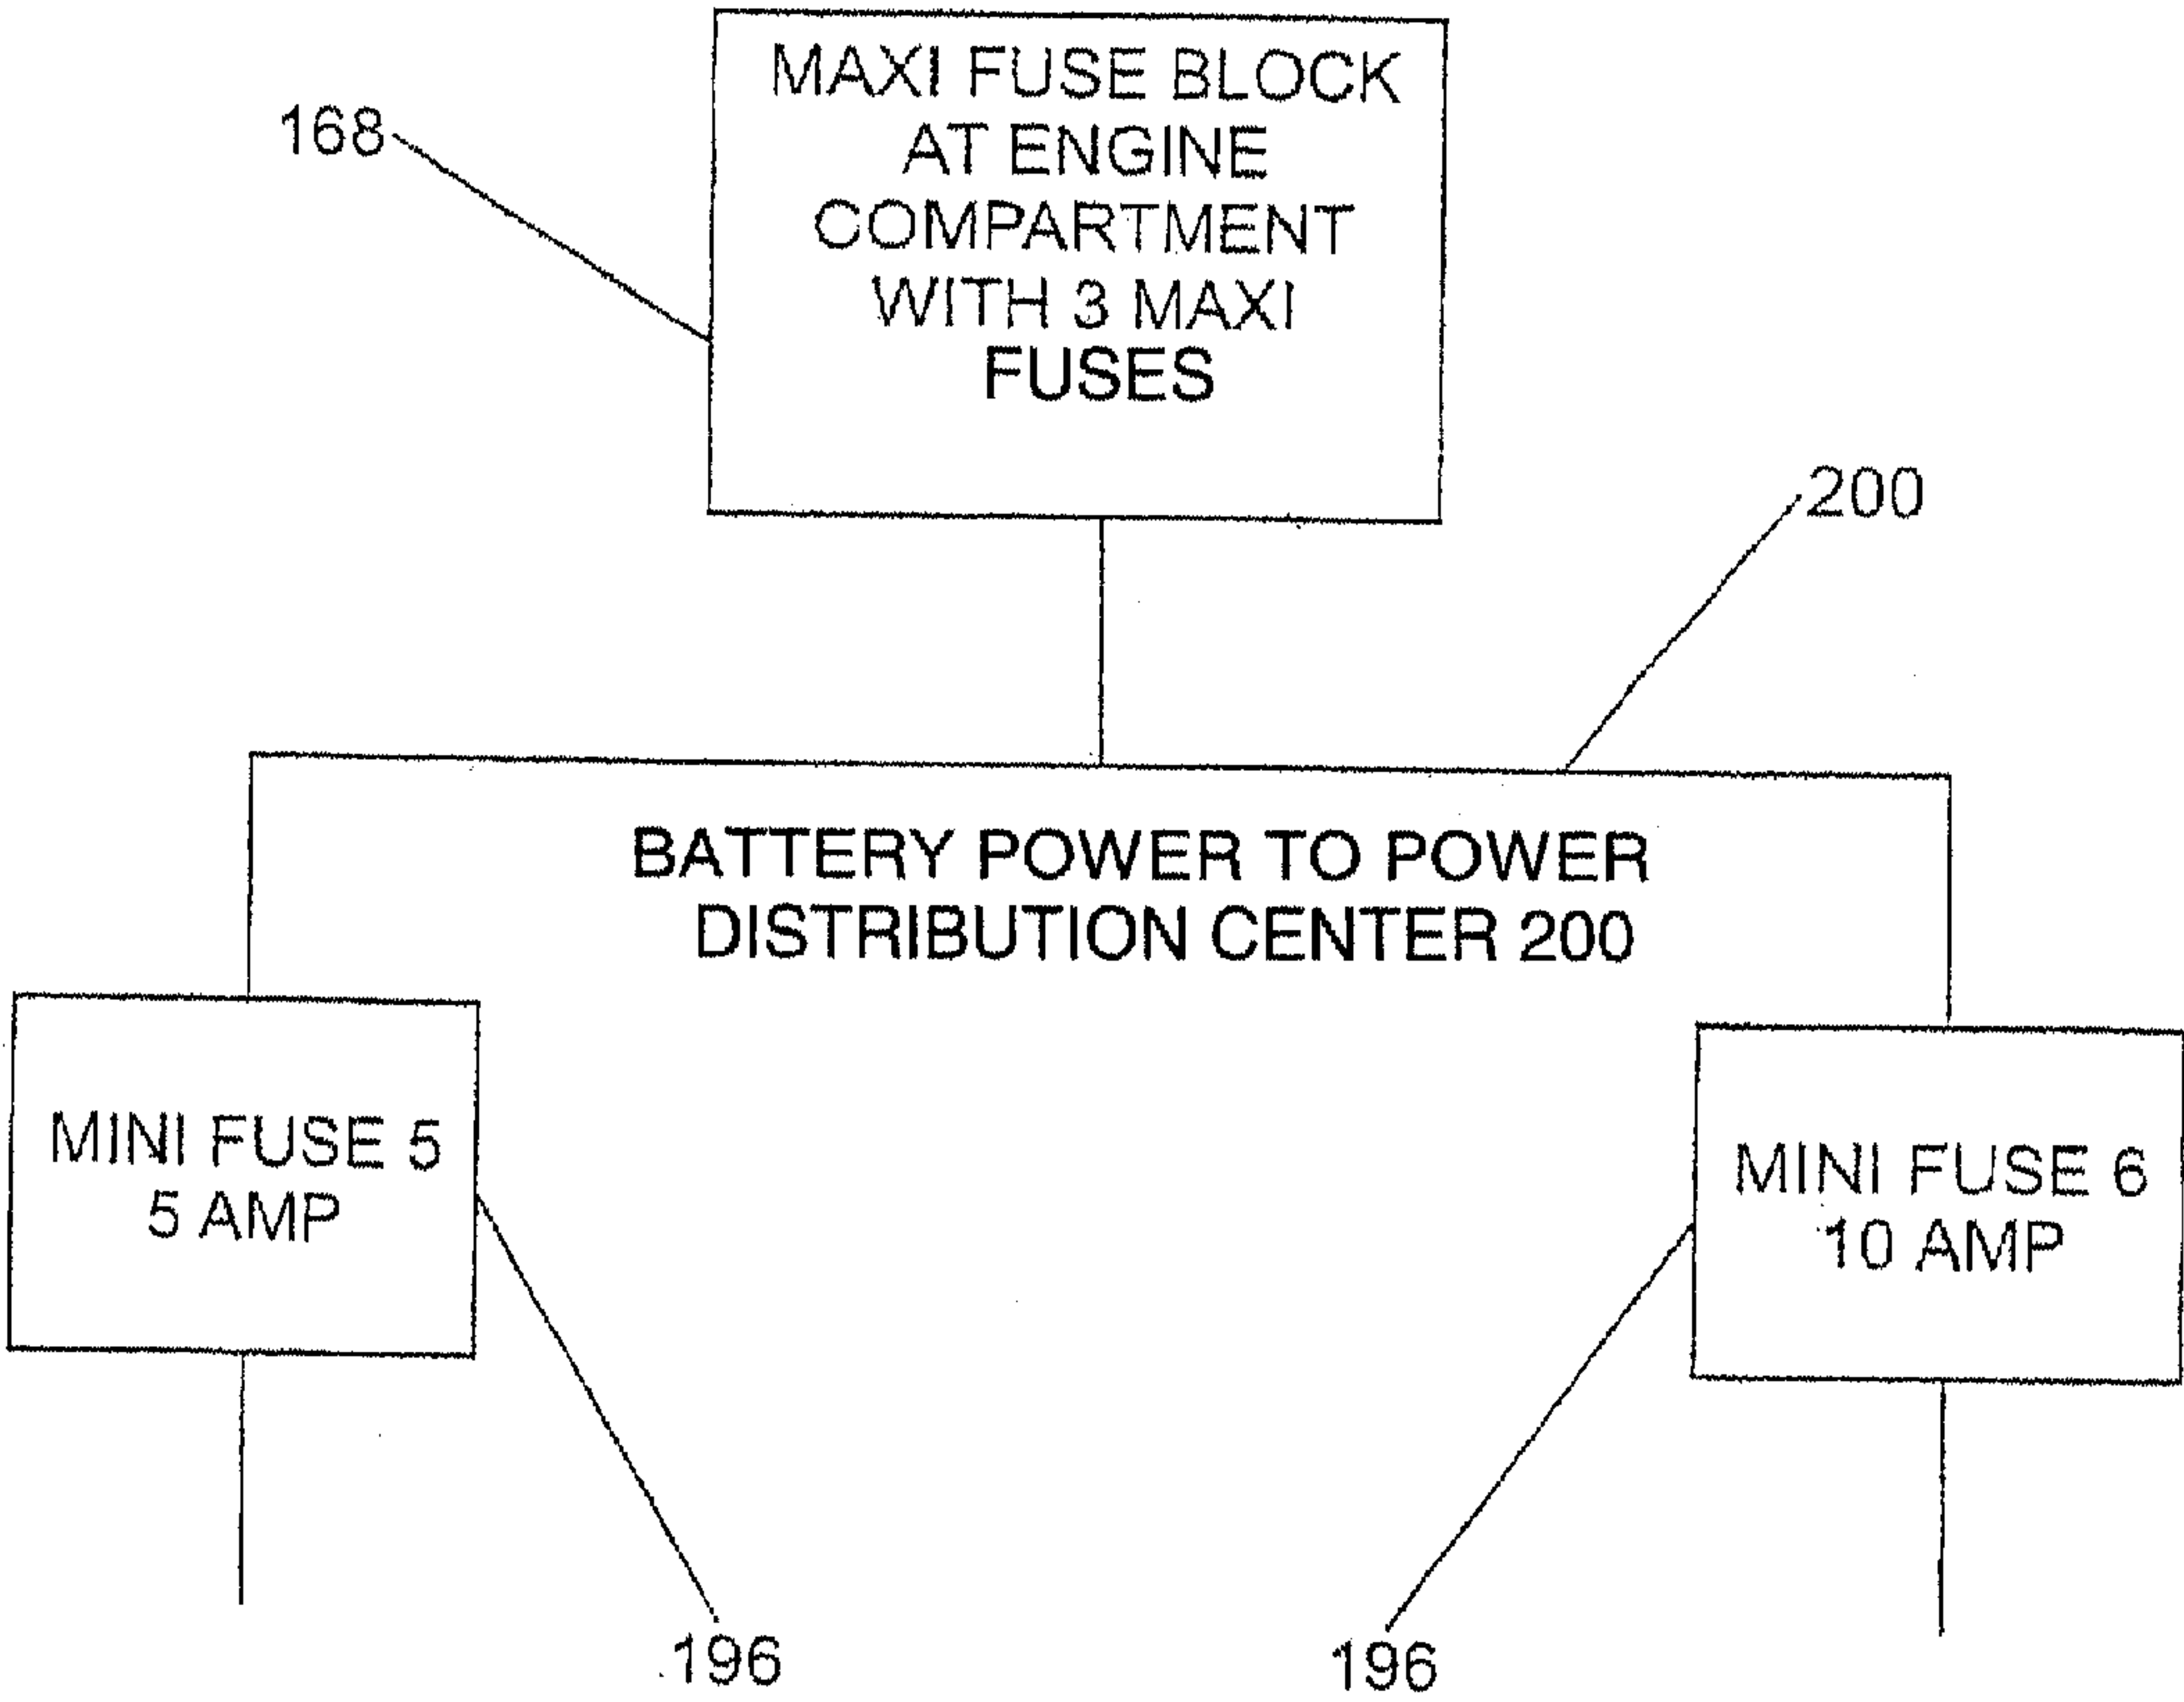 MAXI FUSE BLOCK
AT ENGINE
COMPARTMENT
WITH 3 MAXI
FUSES
168
200
BATTERY POWER TO POWER
DISTRIBUTION CENTER 200
MINI FUSE 5
5 AMP
MINI FUSE 6
10 AMP
196
196